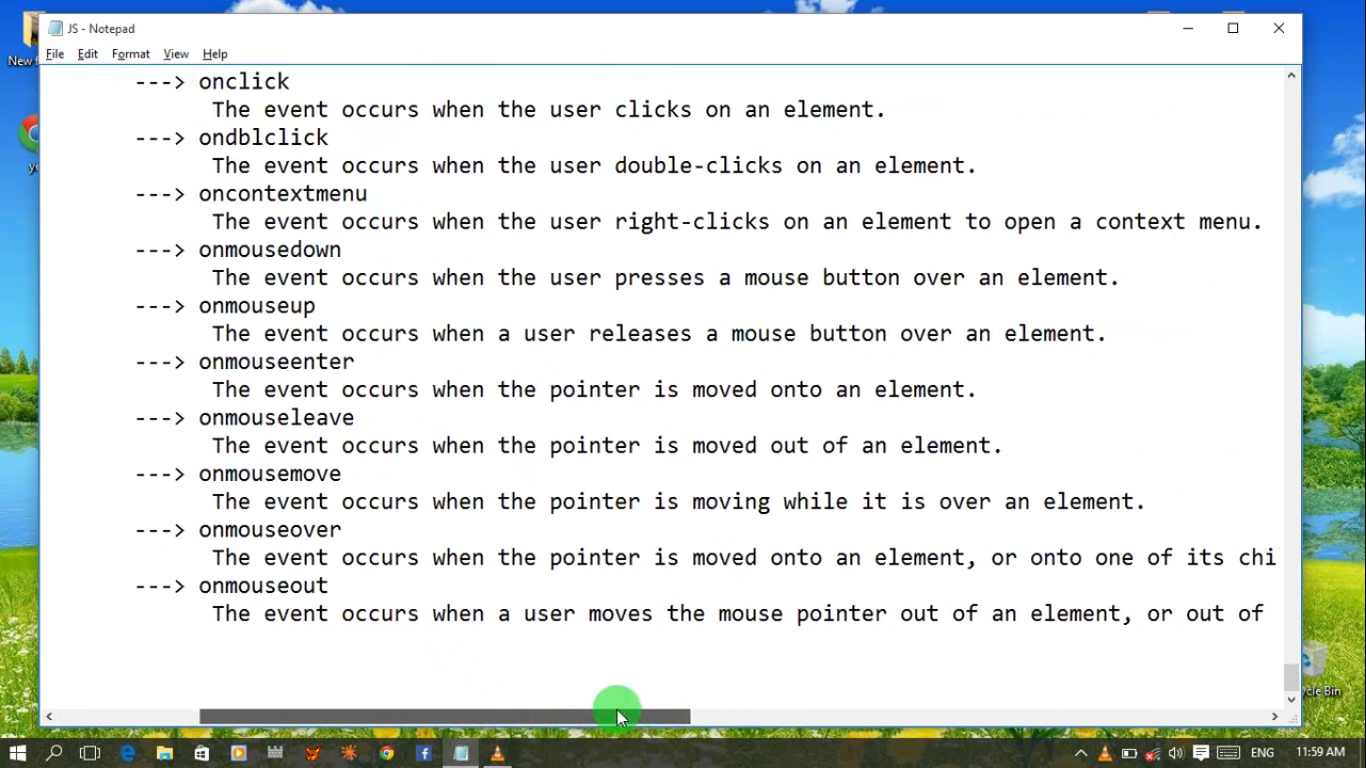 JS - Notepad
File Edit Format View Help
---> onclick
The event occurs when the user clicks on an element.
---> ondblclick
The event occurs when the user double-clicks on an element.
---> oncontextmenu
The event occurs when the user right-clicks on an element to open a context menu.
---> onmousedown
The event occurs when the user presses a mouse button over an element.
---> onmouseup
The event occurs when a user releases a mouse button over an element.
---> onmouseenter
The event occurs when the pointer is moved onto an element.
---> onmouseleave
The event occurs when the pointer is moved out of an element.
---> onmousemove
The event occurs when the pointer is moving while it is over an element.
---> onmouseover
The event occurs when the pointer is moved onto an element, or onto one of its chi
---> onmouseout
The event occurs when a user moves the mouse pointer out of an element, or out of
New
cle Bin
ENG 11:59 AM